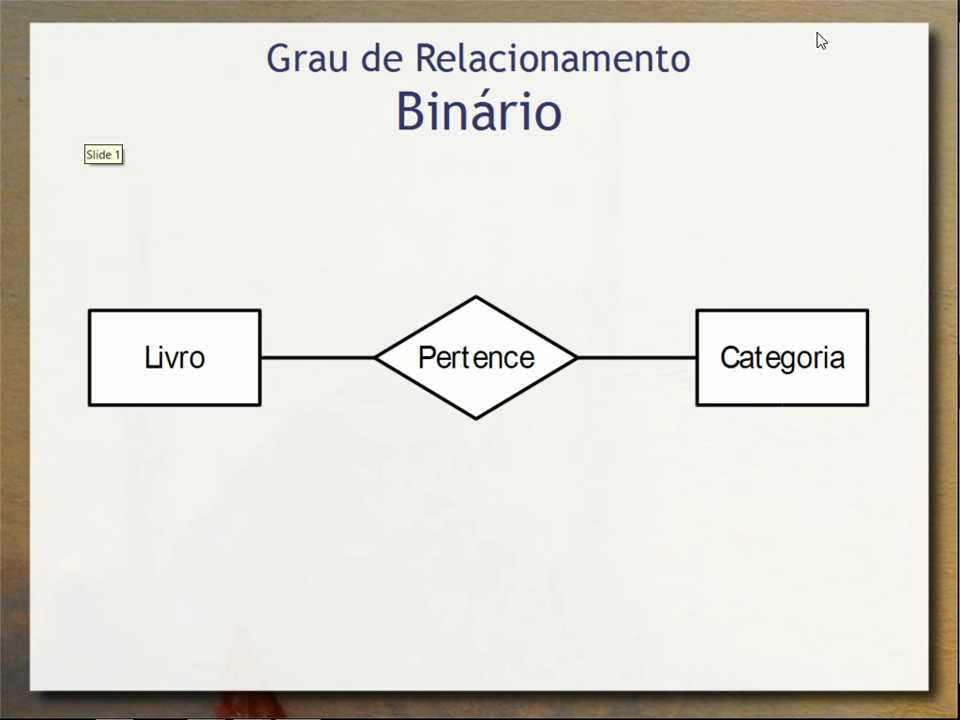 Grau de Relacionamento
Binário
Slide 1
Livro
Pertence
Categoria